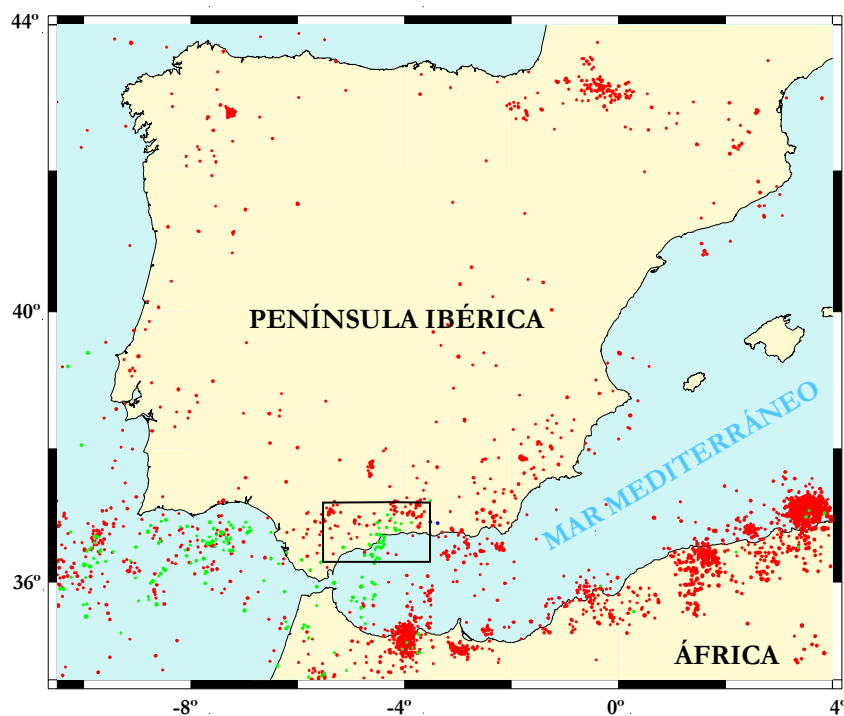 44º
40º
PENÍNSULA IBÉRICA
MAR MEDITERRÁNEO
36º
ÁFRICA
-8º
-4º
0º
4º